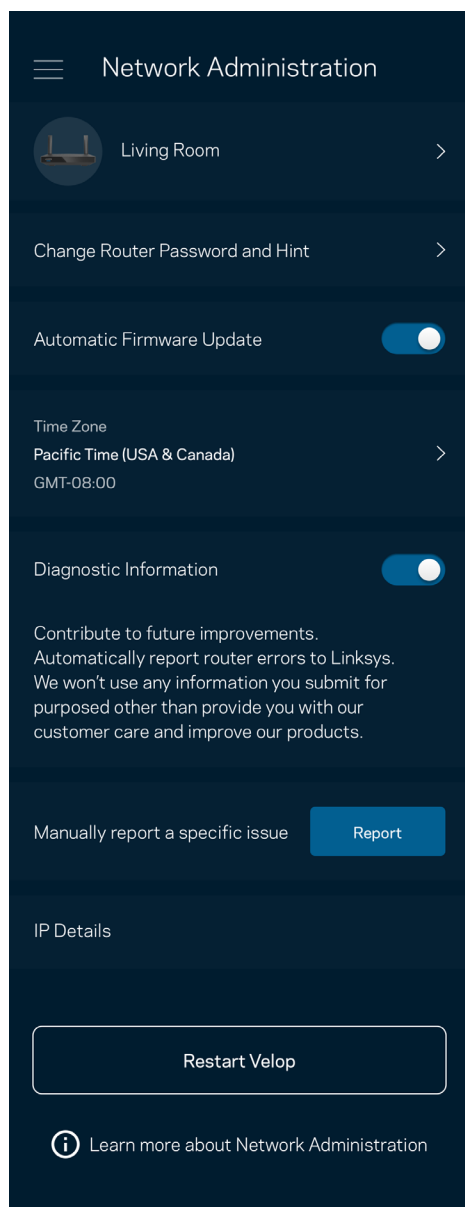 Network Administration
Living Room
Change Router Password and Hint
Automatic Firmware Update
Time Zone
Pacific Time (USA & Canada)
GMT-08:00
Diagnostic Information
Contribute to future improvements.
Automatically report router errors to Linksys.
We won't use any information you submit for
purposed other than provide you with our
customer care and improve our products.
Manually report a specific issue
Report
IP Details
Restart Velop
Learn more about Network Administration